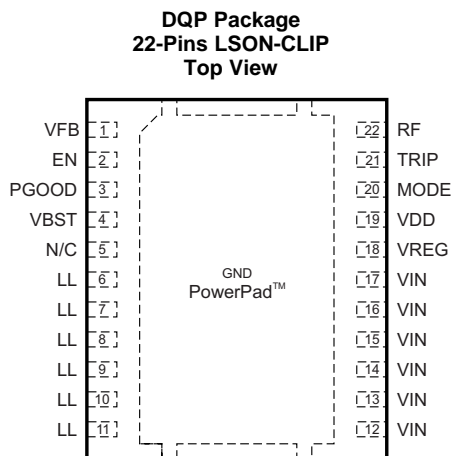 DQP Package
22-Pins LSON-CLIP
Top View
VFB 1 22 RF
EN 2 21 TRIP
PGOOD 3 20 MODE
VBST 4 19 VDD
N/C 5 18 VREG
LL 6 17 VIN
GND
PowerPad™
LL 7 16 VIN
LL 8 15 VIN
LL 9 14 VIN
LL 10 13 VIN
LL 11 12 VIN